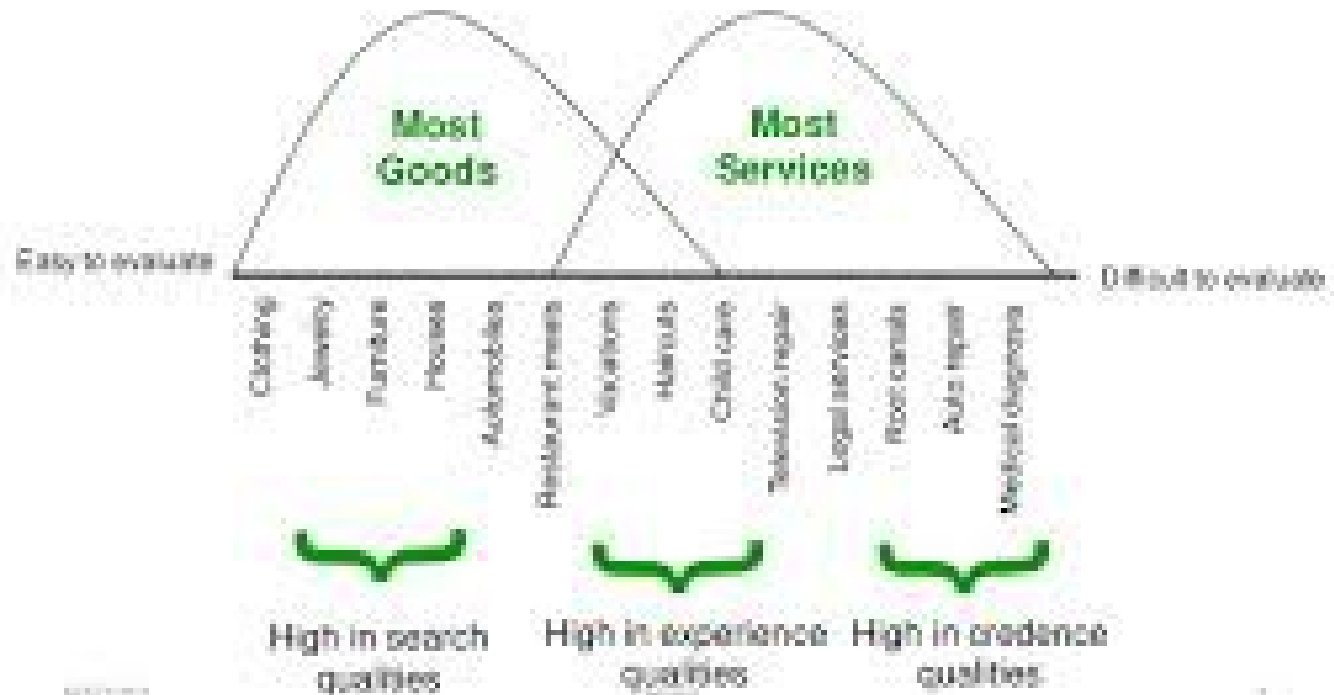 Most
Goods
Most
Services
Easy to evaluate
Difficult to evaluate
Clothing
Jewelry
Furniture
Houses
Automobiles
Restaurant meals
Vacations
Haircuts
Child care
Television repair
Legal services
Root canals
Auto repair
Medical diagnosis
High in search
qualities
High in experience
qualities
High in credence
qualities